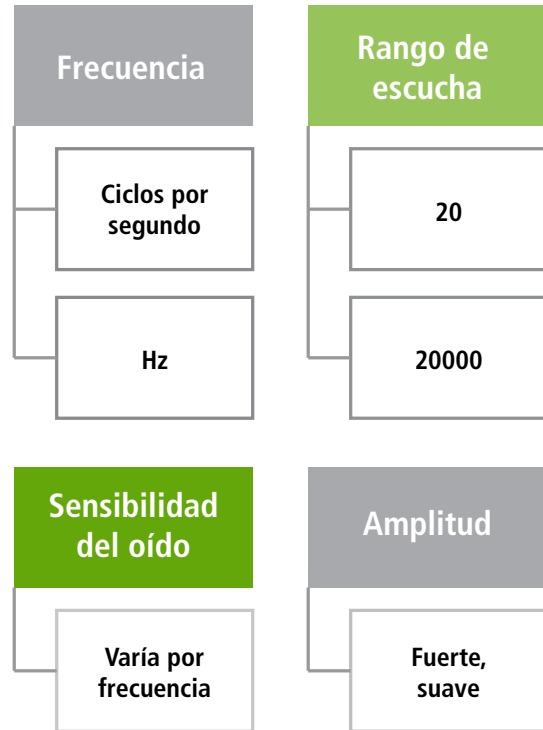 Frecuencia
Ciclos por
segundo
Hz
Rango de
escucha
20
20000
Sensibilidad
del oído
Varía por
frecuencia
Amplitud
Fuerte,
suave